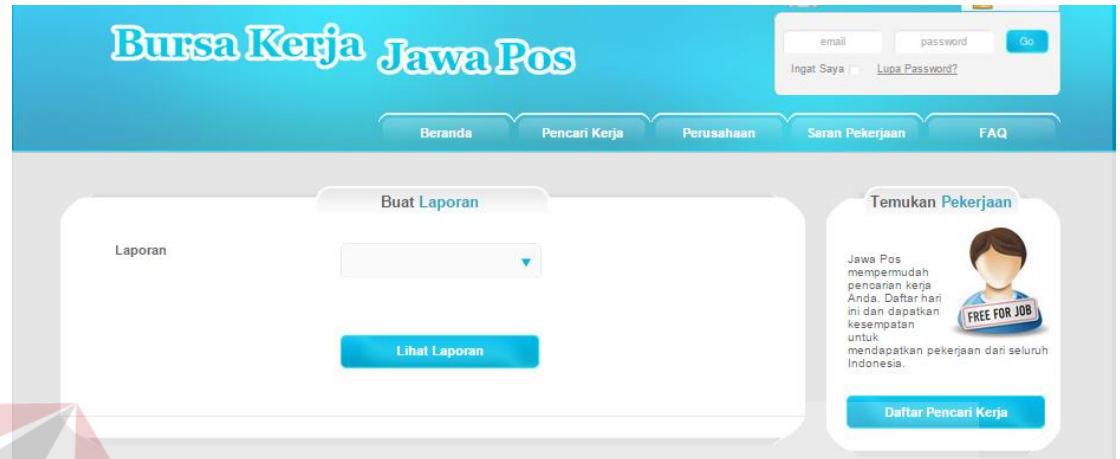 Bursa Kerja Jawa Pos
email password Go
Ingat Saya Lupa Password?
Beranda Pencari Kerja Perusahaan Saran Pekerjaan FAQ
Buat Laporan
Laporan
Lihat Laporan
Temukan Pekerjaan
Jawa Pos
mempermudah
pencarian kerja
Anda. Daftar hari
ini dan dapatkan
kesempatan
untuk
mendapatkan pekerjaan dari seluruh
Indonesia.
FREE FOR JOB
Daftar Pencari Kerja